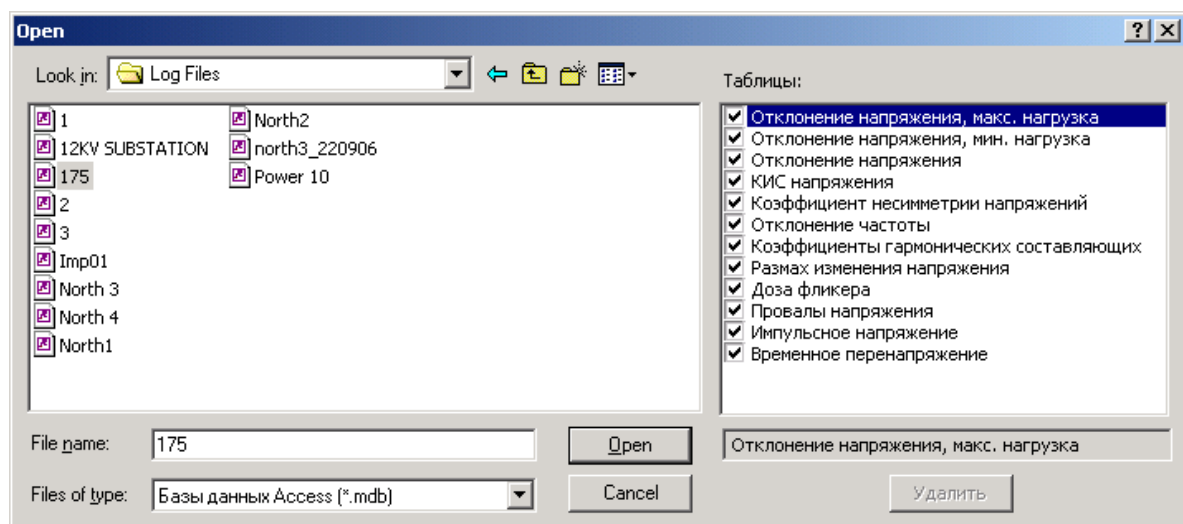 Open
Look in: Log Files
1
12KV SUBSTATION
175
2
3
Imp01
North 3
North 4
North1
North2
north3_220906
Power 10
File name: 175
Open
Files of type: Базы данных Access (*.mdb)
Cancel
Таблицы:
Отклонение напряжения, макс. нагрузка
Отклонение напряжения, мин. нагрузка
Отклонение напряжения
КИС напряжения
Коэффициент несимметрии напряжений
Отклонение частоты
Коэффициенты гармонических составляющих
Размах изменения напряжения
Доза фликера
Провалы напряжения
Импульсное напряжение
Временное перенапряжение
Отклонение напряжения, макс. нагрузка
Удалить